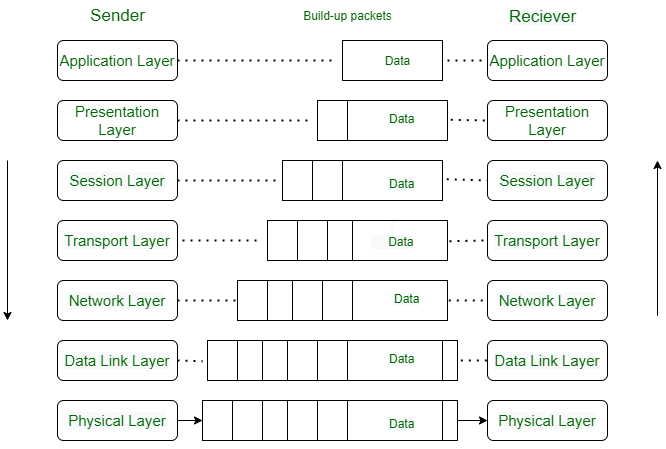 Sender
Build-up packets
Reciever
Application Layer
Data
Application Layer
Presentation
Layer
Data
Presentation
Layer
Session Layer
Data
Session Layer
Transport Layer
Data
Transport Layer
Network Layer
Data
Network Layer
Data Link Layer
Data
Data Link Layer
Physical Layer
Data
Physical Layer